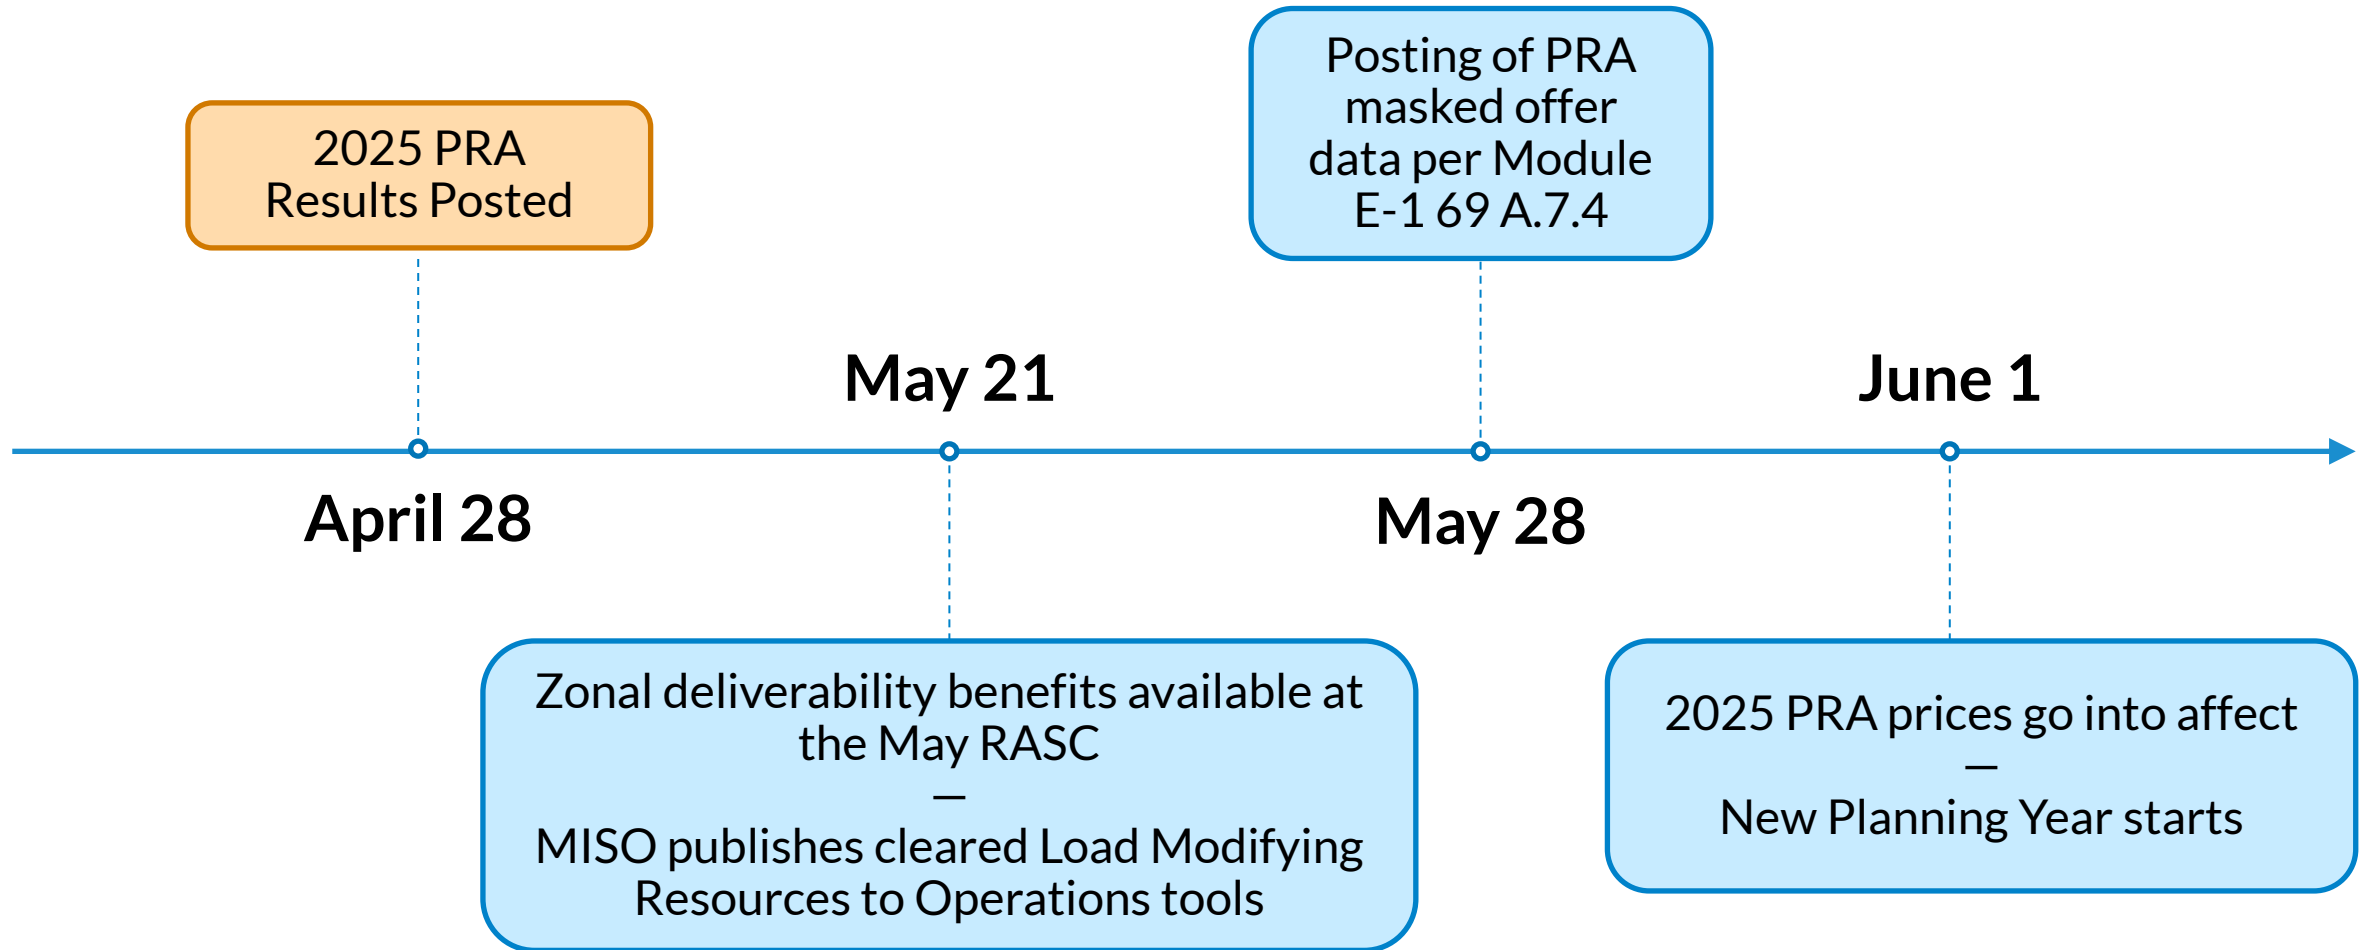 2025 PRA
Results Posted
April 28
May 21
Zonal deliverability benefits available at
the May RASC
—
MISO publishes cleared Load Modifying
Resources to Operations tools
Posting of PRA
masked offer
data per Module
E-1 69 A.7.4
May 28
June 1
2025 PRA prices go into affect
—
New Planning Year starts